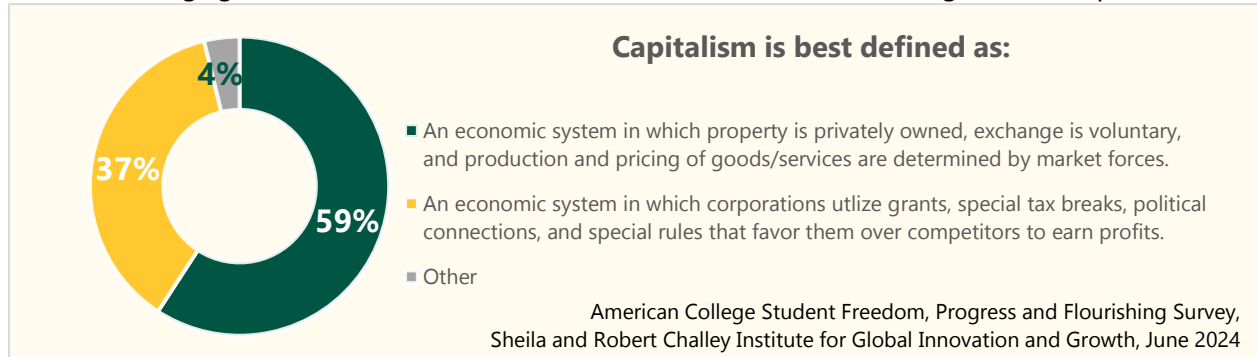 Capitalism is best defined as:
4%
37%
59%
An economic system in which property is privately owned, exchange is voluntary,
and production and pricing of goods/services are determined by market forces.
An economic system in which corporations utlize grants, special tax breaks, political
connections, and special rules that favor them over competitors to earn profits.
Other
American College Student Freedom, Progress and Flourishing Survey,
Sheila and Robert Challey Institute for Global Innovation and Growth, June 2024